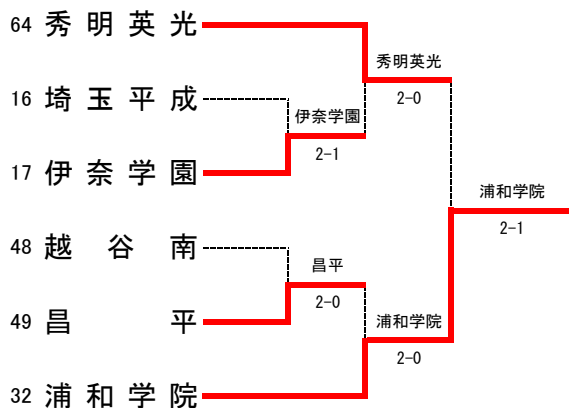 64 秀明英光
秀明英光
2-0
16 埼玉平成
伊奈学園
2-1
17 伊奈学園
浦和学院
2-1
48 越谷南
昌平
2-0
49 昌平
浦和学院
2-0
32 浦和学院